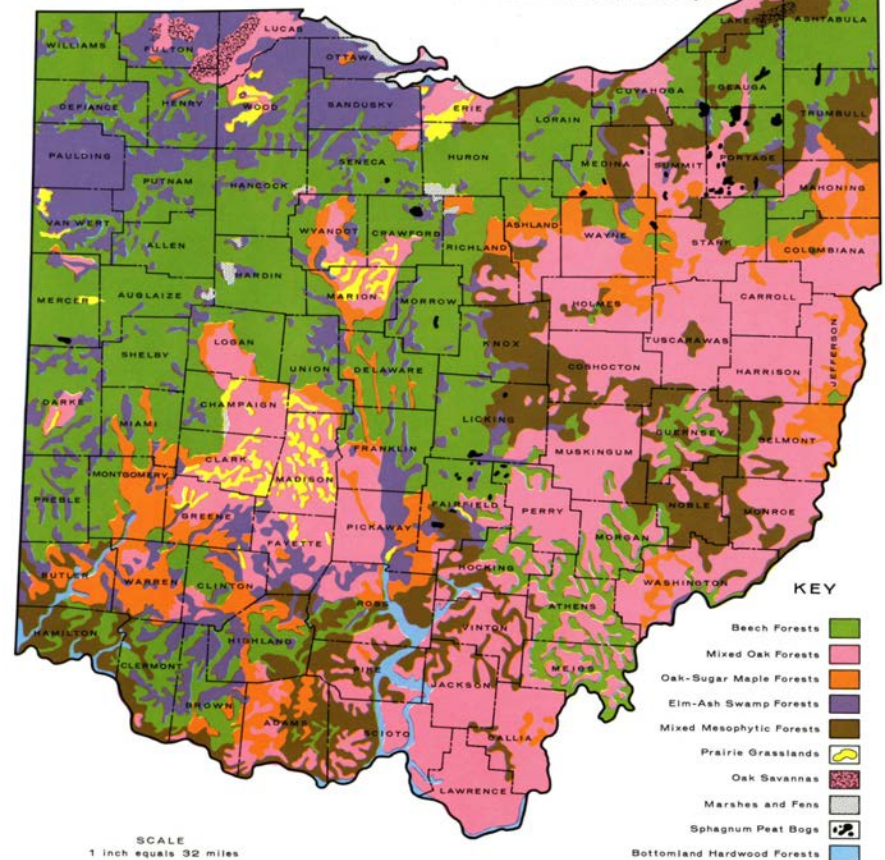 WILLIAMS
FULTON
LUCAS
OTTAWA
LAKE
ASHTABULA
DEFIANCE
HENRY
WOOD
SANDUSKY
ERIE
LORAIN
CUYAHOGA
GEAUGA
TRUMBULL
PAULDING
PUTNAM
HANCOCK
SENECA
HURON
MEDINA
SUMMIT
PORTAGE
MAHONING
VAN WERT
ALLEN
WYANDOT
CRAWFORD
RICHLAND
ASHLAND
WAYNE
STARK
COLUMBIANA
MERCER
AUGLAIZE
HARDIN
MARION
MORROW
HOLMES
CARROLL
SHELBY
LOGAN
UNION
DELAWARE
KNOX
COSHOCTON
TUSCARAWAS
HARRISON
JEFFERSON
DARKE
MIAMI
CHAMPAIGN
CLARK
MADISON
FRANKLIN
LICKING
MUSKINGUM
GUERNSEY
BELMONT
PREBLE
MONTGOMERY
GREENE
FAYETTE
PICKAWAY
FAIRFIELD
PERRY
MORGAN
NOBLE
MONROE
BUTLER
WARREN
CLINTON
ROSS
HOCKING
ATHENS
WASHINGTON
HAMILTON
CLERMONT
BROWN
HIGHLAND
ADAMS
PIKE
SCIOTO
VINTON
JACKSON
MEIGS
GALLIA
LAWRENCE
KEY
Beech Forests
Mixed Oak Forests
Oak-Sugar Maple Forests
Elm-Ash Swamp Forests
Mixed Mesophytic Forests
Prairie Grasslands
Oak Savannas
Marshes and Fens
Sphagnum Peat Bogs
Bottomland Hardwood Forests
SCALE
1 inch equals 32 miles